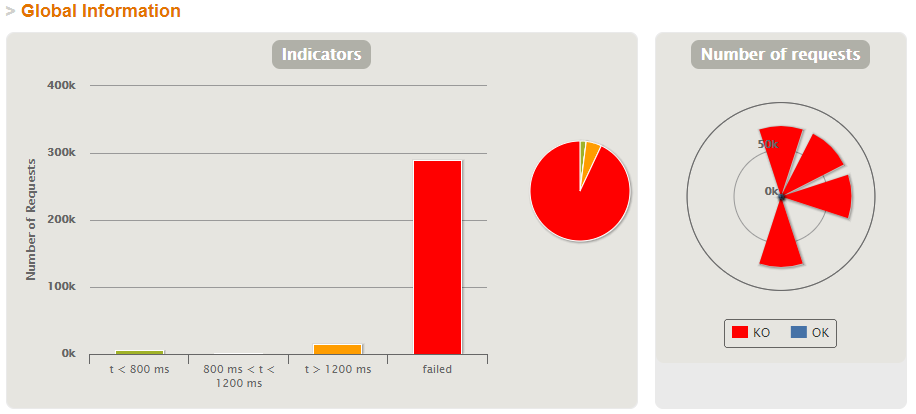 > Global Information
Indicators
400k
300k
200k
100k
0k
Number of Requests
t < 800 ms
800 ms < t <
1200 ms
t > 1200 ms
failed
Number of requests
50k
0k
KO
OK